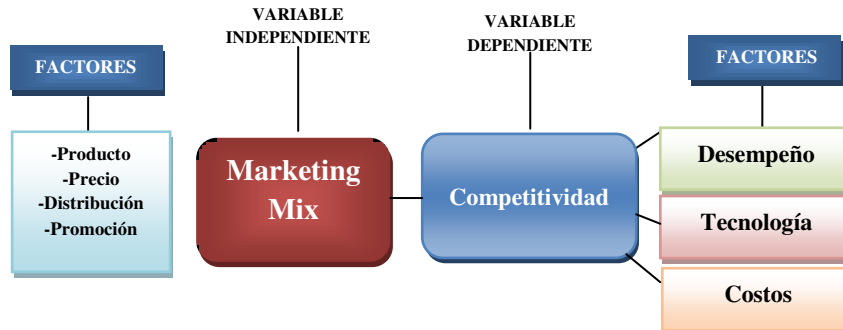 FACTORES
-Producto
-Precio
-Distribución
-Promoción
VARIABLE
INDEPENDIENTE
Marketing
Mix
VARIABLE
DEPENDIENTE
Competitividad
FACTORES
Desempeño
Tecnología
Costos